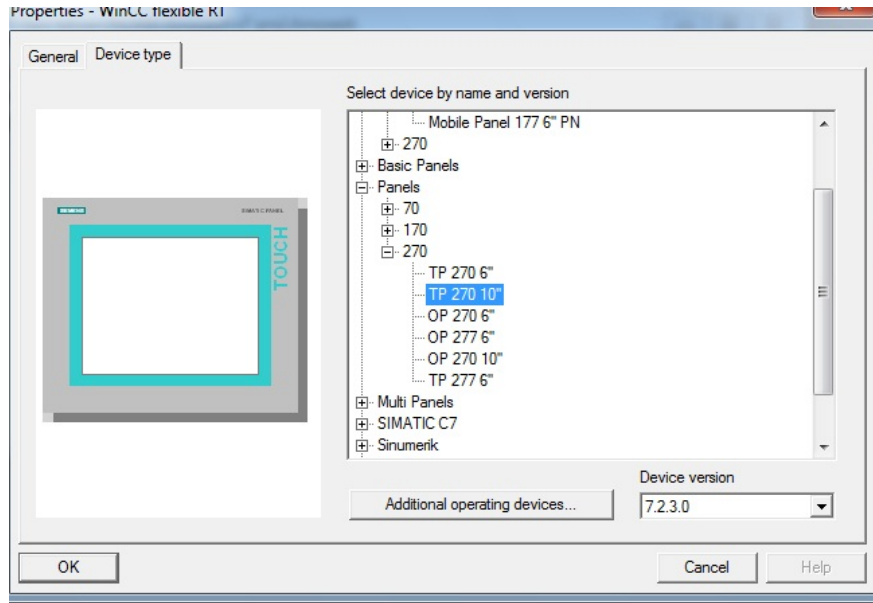 Properties - WinCC flexible RT
General
Device type
Select device by name and version
Mobile Panel 177 6" PN
270
Basic Panels
Panels
70
170
270
TP 270 6"
TP 270 10"
OP 270 6"
OP 277 6"
OP 270 10"
TP 277 6"
Multi Panels
SIMATIC C7
Sinumerik
SIEMENS
SIMATIC PANEL
TOUCH
Device version
Additional operating devices...
7.2.3.0
OK
Cancel
Help